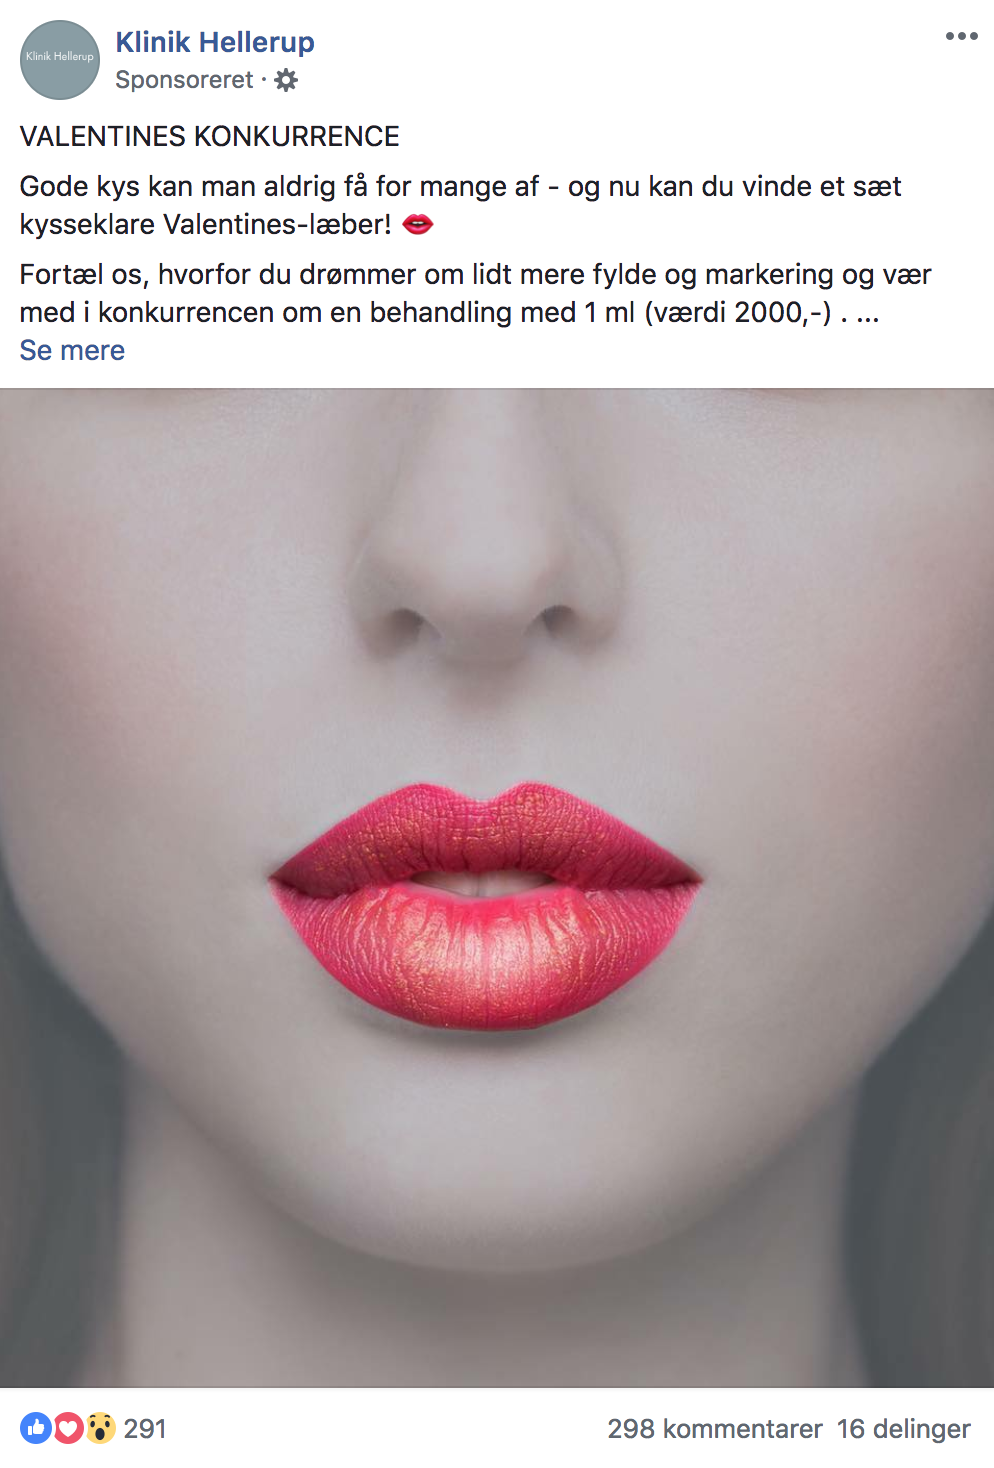 Klinik Hellerup
Klinik Hellerup
Sponsoreret ·
VALENTINES KONKURRENCE
Gode kys kan man aldrig få for mange af - og nu kan du vinde et sæt
kysseklare Valentines-læber! 👄
Fortæl os, hvorfor du drømmer om lidt mere fylde og markering og vær
med i konkurrencen om en behandling med 1 ml (værdi 2000,-) . ...
Se mere
291
298 kommentarer 16 delinger